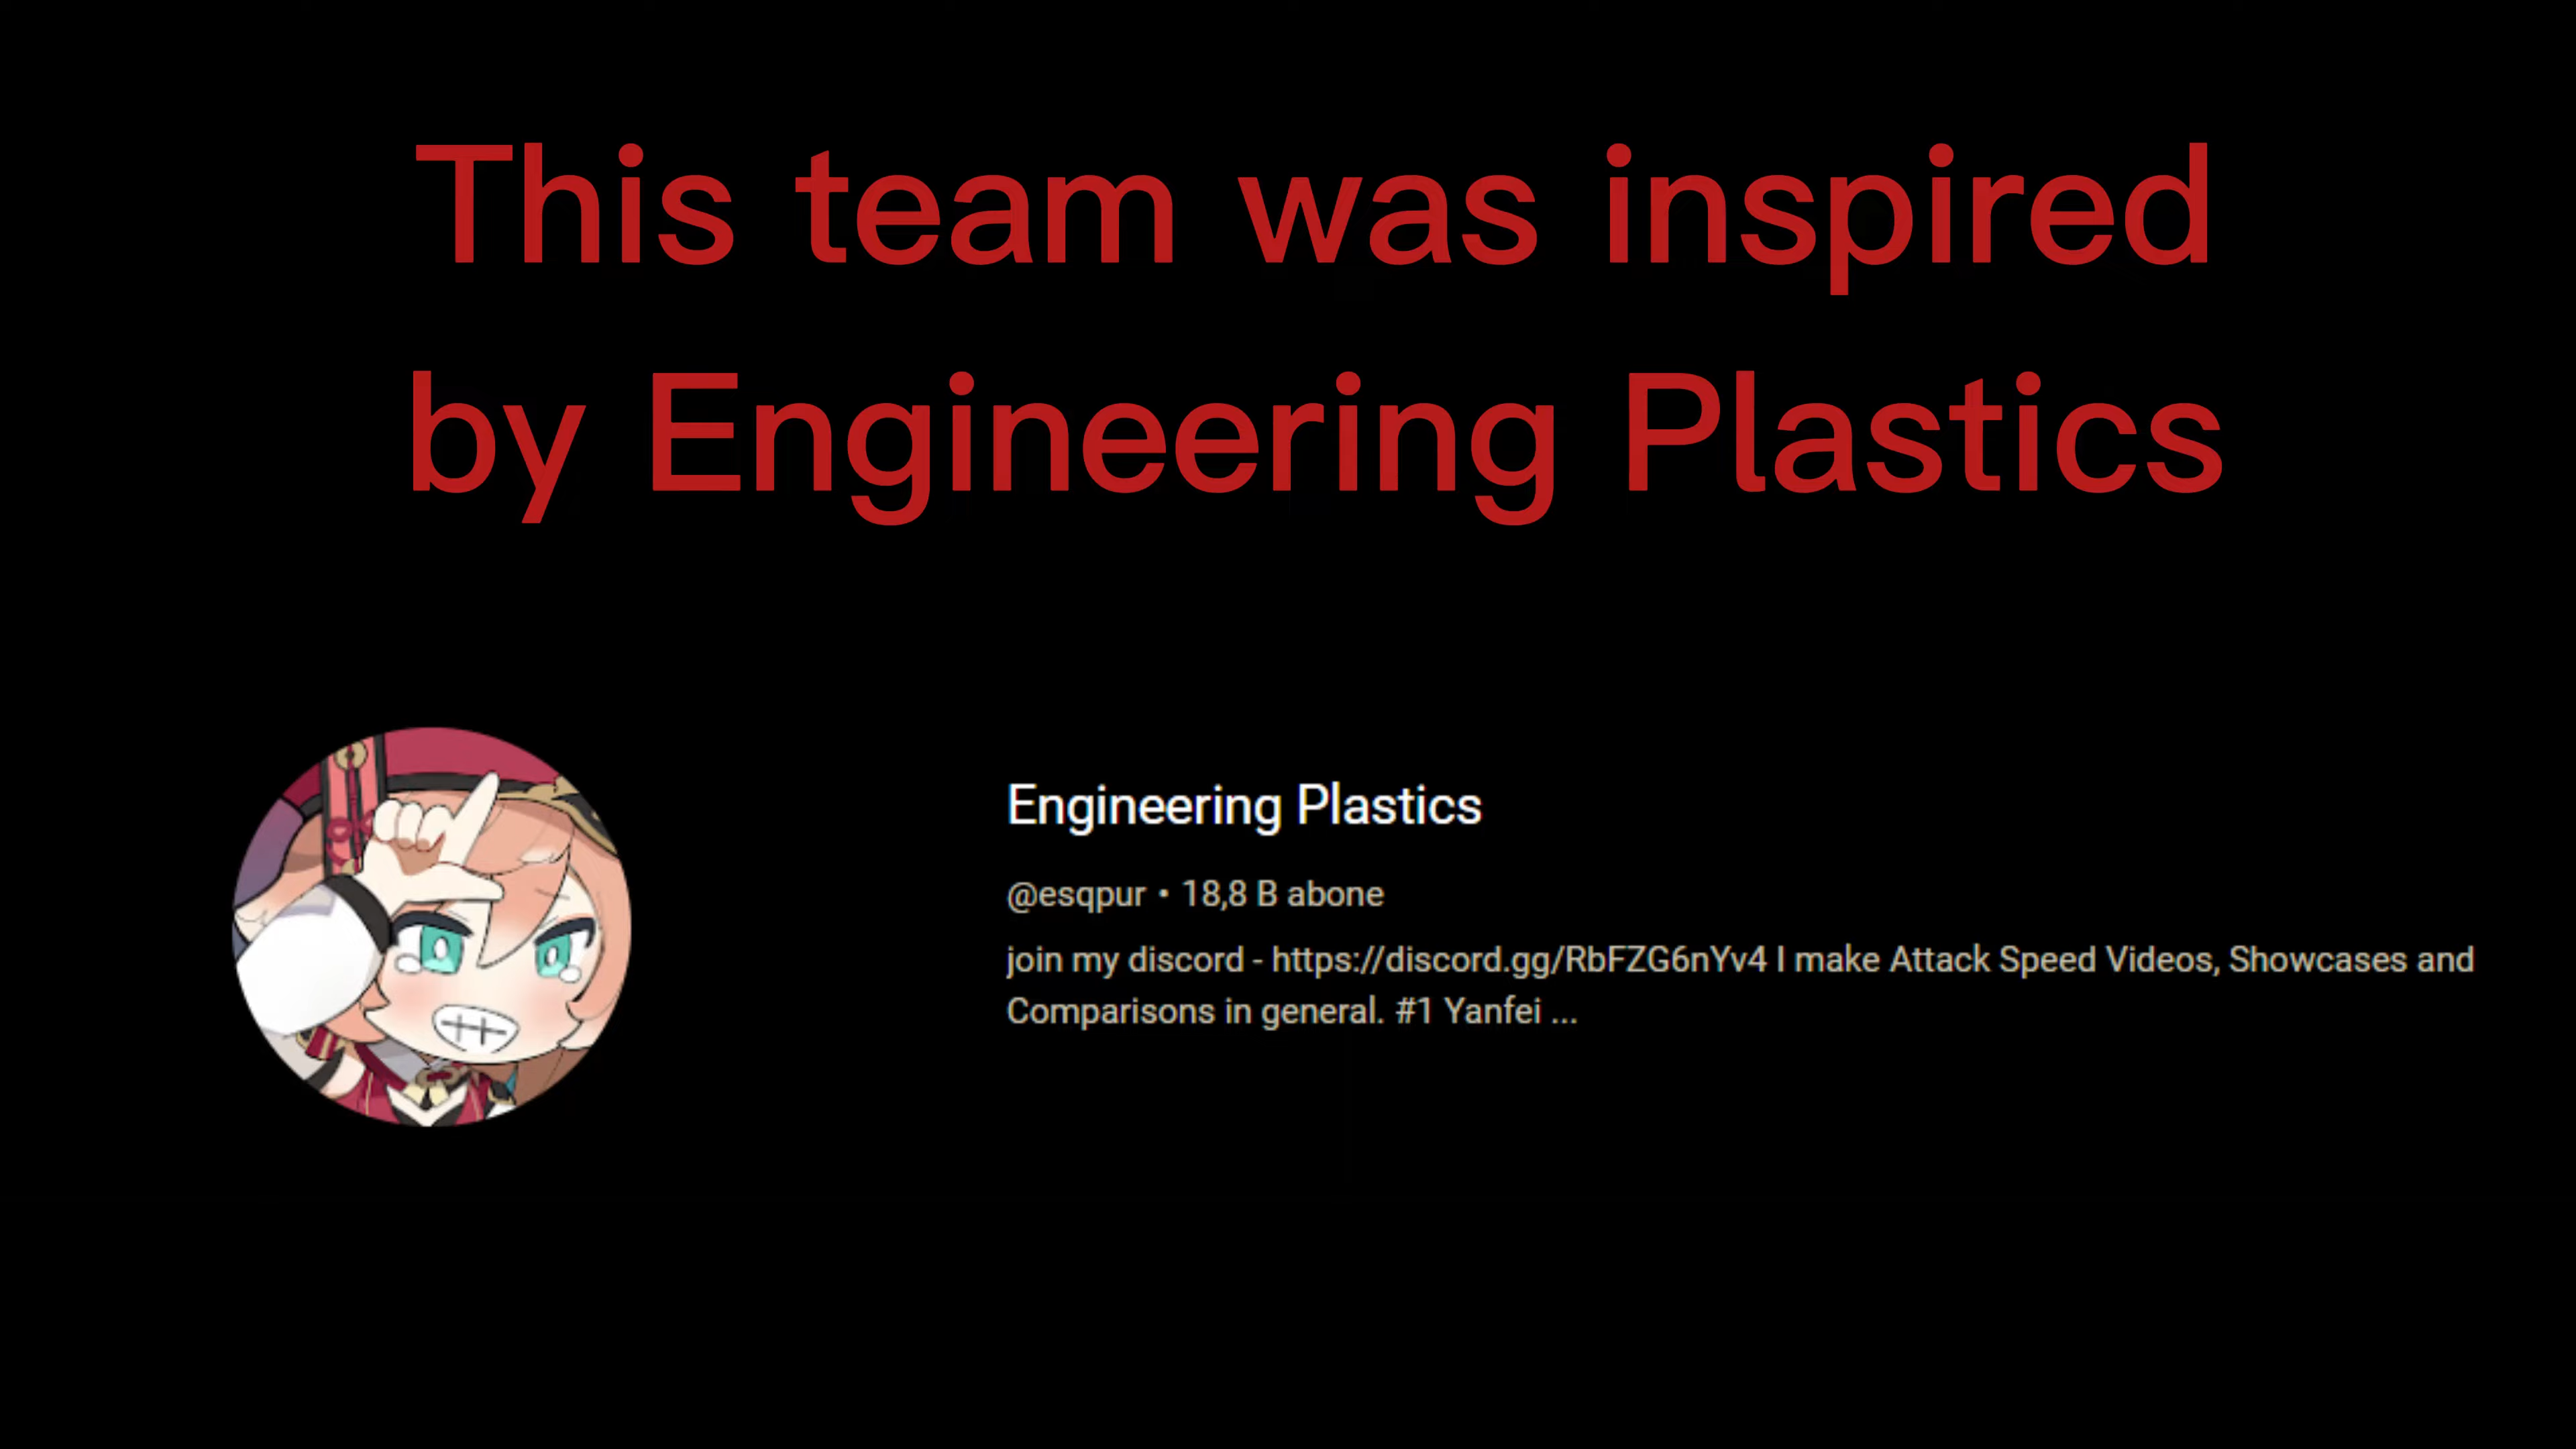 This team was inspired
by Engineering Plastics
Engineering Plastics
@esqpur • 18,8 B abone
join my discord - https://discord.gg/RbFZG6nYv4 I make Attack Speed Videos, Showcases and
Comparisons in general. #1 Yanfei ...